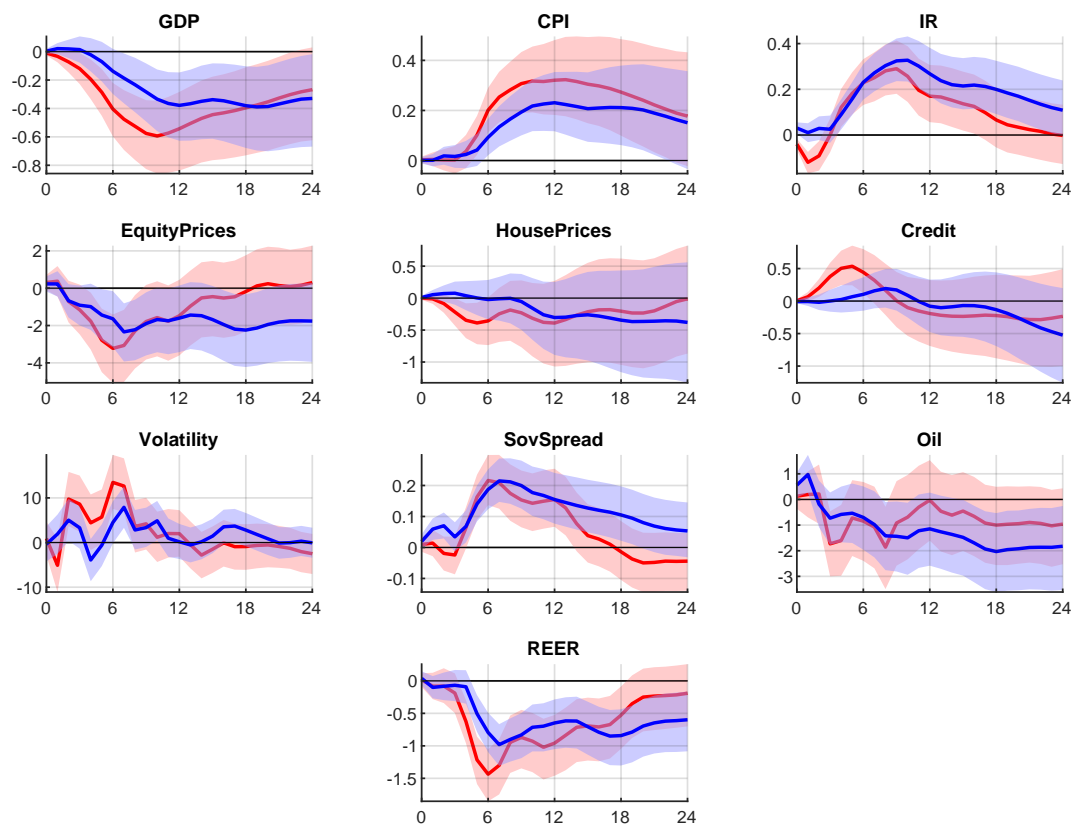 GDP
0
-0.2
-0.4
-0.6
-0.8
0 6 12 18 24
CPI
0.4
0.2
0
0 6 12 18 24
IR
0.4
0.2
0
0 6 12 18 24
EquityPrices
2
0
-2
-4
0 6 12 18 24
HousePrices
0.5
0
-0.5
-1
0 6 12 18 24
Credit
0.5
0
-0.5
-1
0 6 12 18 24
Volatility
10
0
-10
0 6 12 18 24
SovSpread
0.2
0.1
0
-0.1
0 6 12 18 24
Oil
1
0
-1
-2
-3
0 6 12 18 24
REER
0
-0.5
-1
-1.5
0 6 12 18 24